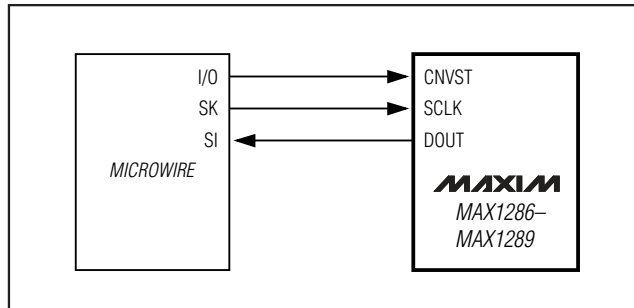 I/O
SK
SI
MICROWIRE
CNVST
SCLK
DOUT
MAXIM
MAX1286–
MAX1289